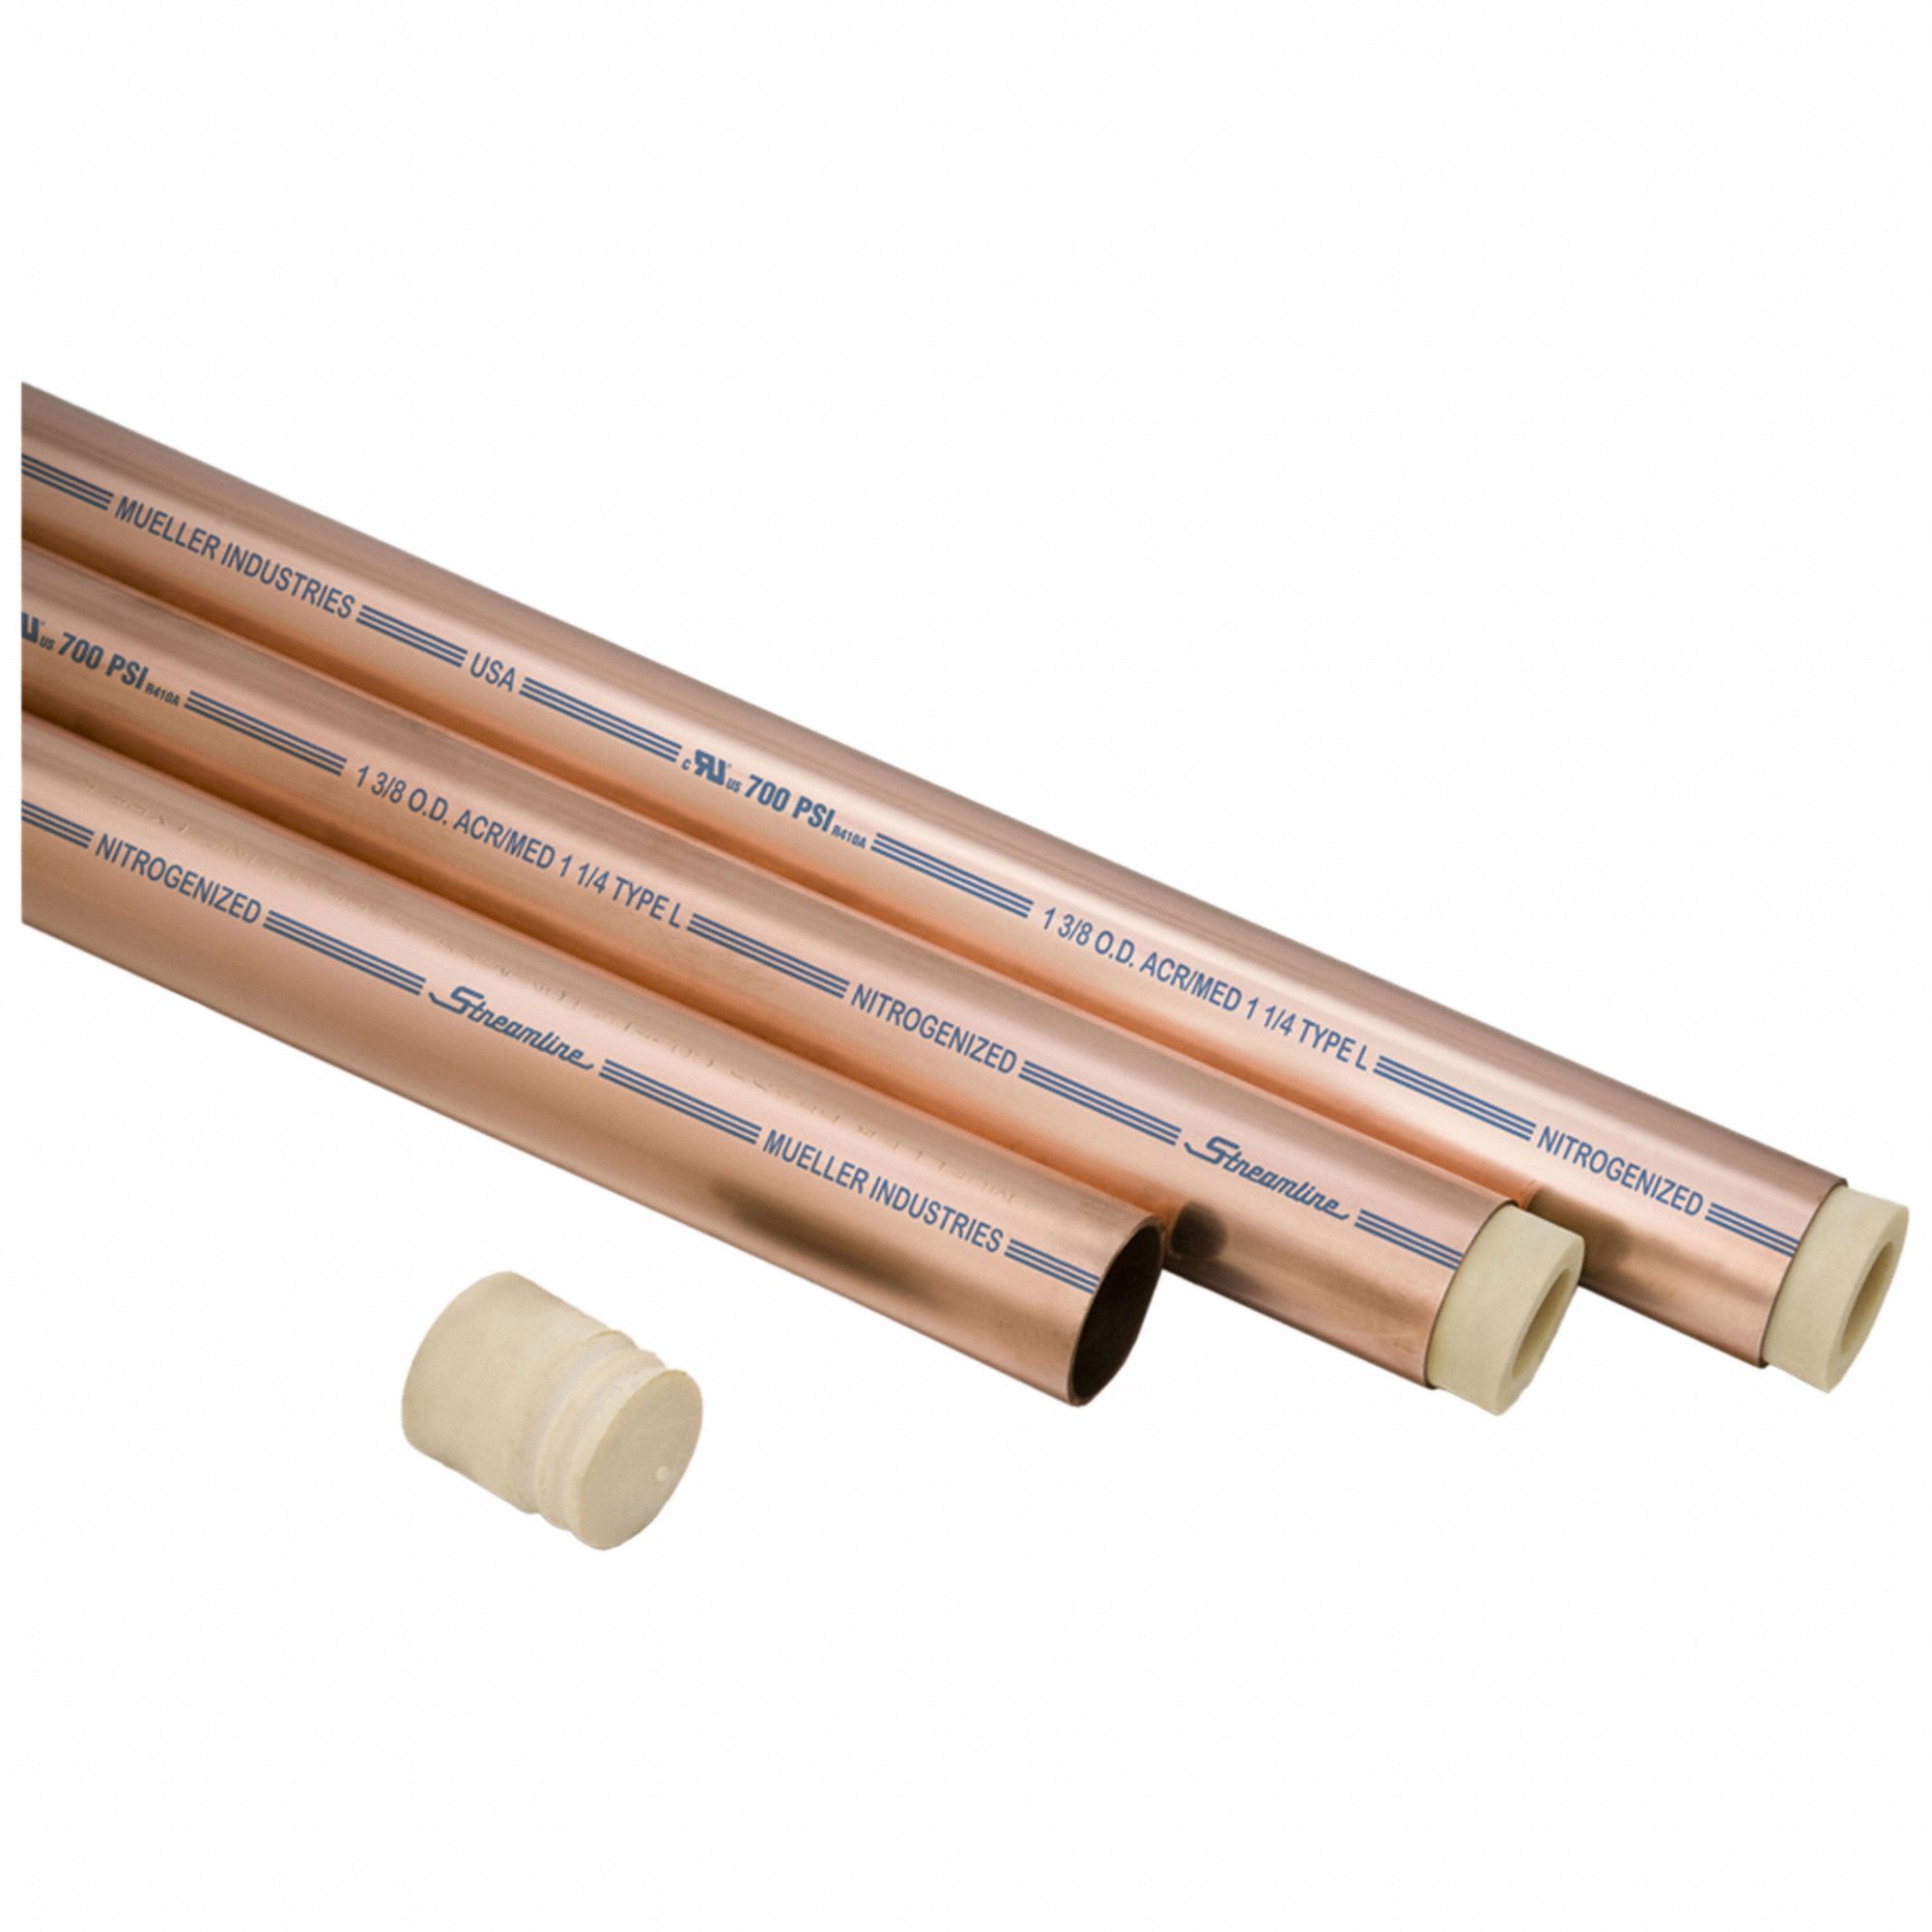 MUELLER INDUSTRIES USA c RU® US 700 PSI R410A 1 3/8 O.D. ACR/MED 1 1/4 TYPE L NITROGENIZED
US 700 PSI R410A 1 3/8 O.D. ACR/MED 1 1/4 TYPE L NITROGENIZED Streamline
NITROGENIZED Streamline MUELLER INDUSTRIES